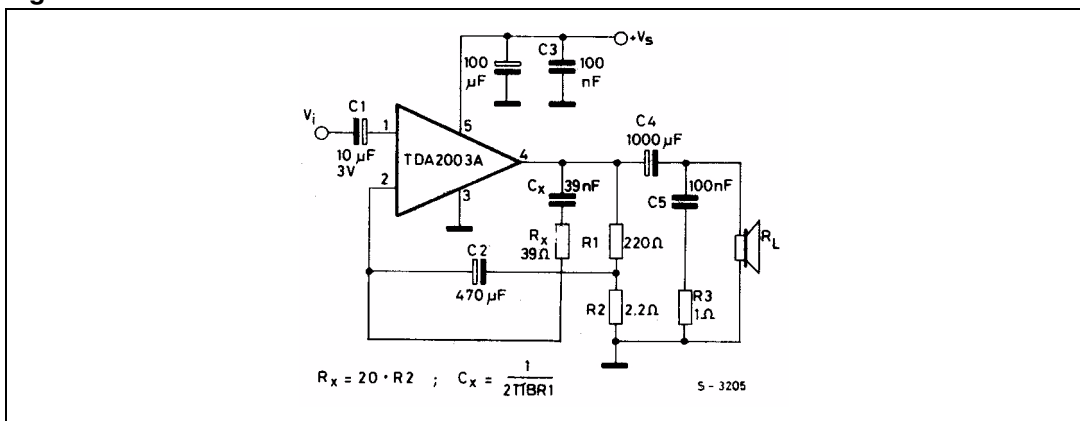 +Vs
C3
100
µF
100
nF
Vi
C1
1
5
10 µF
3V
TDA2003A
4
2
3
C4
1000 µF
Cx
39nF
100nF
C5
Rx
39Ω
R1
220Ω
RL
C2
470 µF
R2
2.2Ω
R3
1Ω
Rx = 20 · R2 ; Cx = 1 / 2πBR1
S - 3205